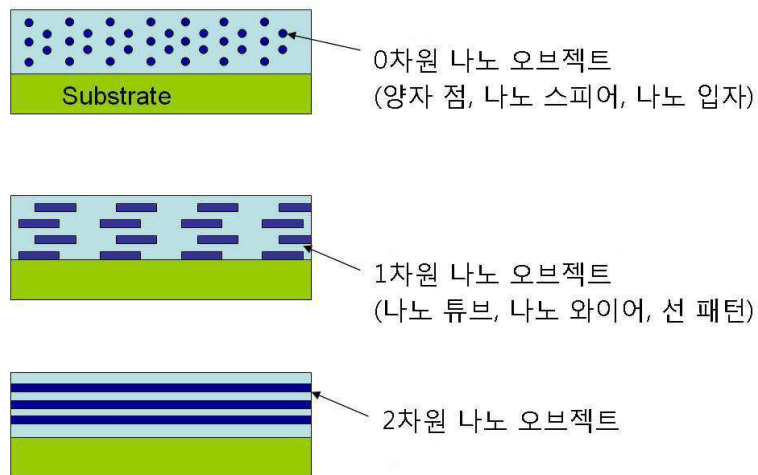 0차원 나노 오브젝트
(양자 점, 나노 스피어, 나노 입자)
Substrate
1차원 나노 오브젝트
(나노 튜브, 나노 와이어, 선 패턴)
2차원 나노 오브젝트